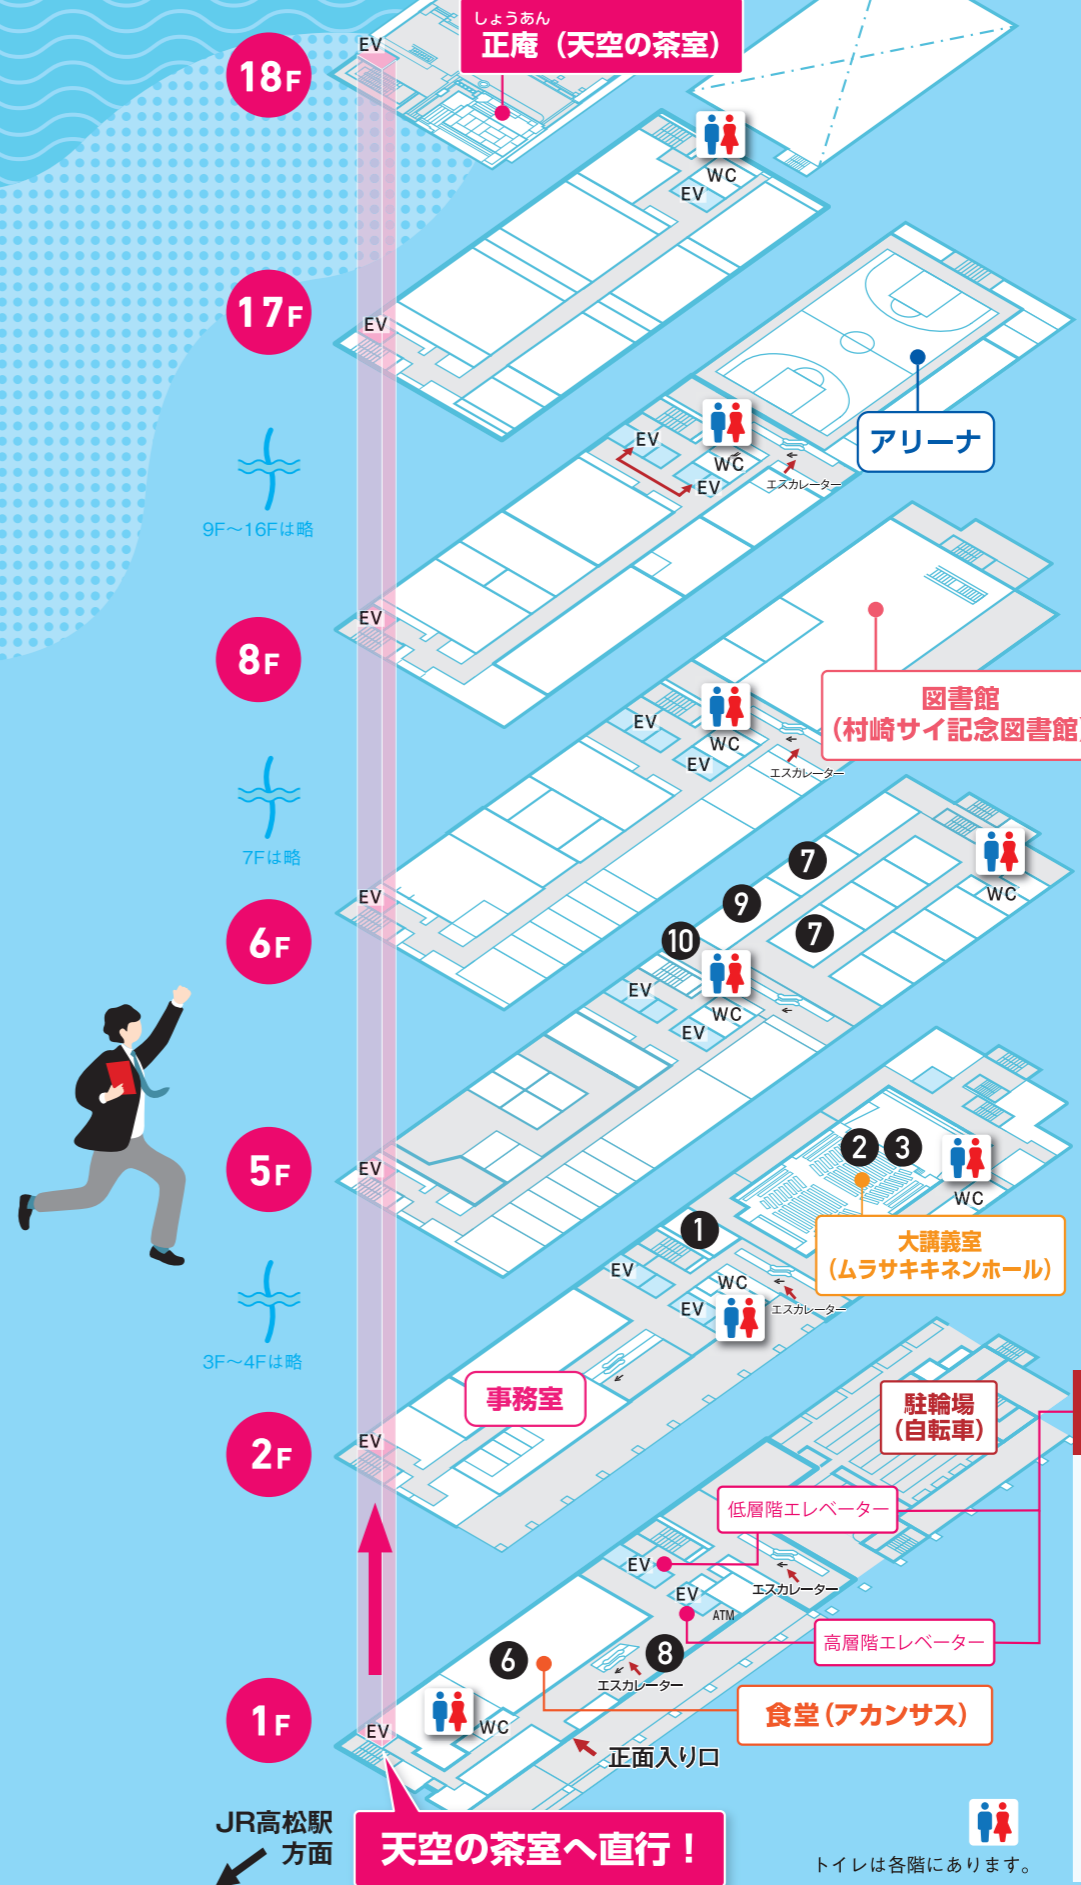 しょうあん
正庵（天空の茶室）
EV
18F
WC
EV
17F
EV
アリーナ
EV
WC
EV
エスカレーター
9F〜16Fは略
EV
8F
図書館
（村崎サイ記念図書館）
EV
WC
EV
エスカレーター
7Fは略
7
WC
EV
9
7
6F
10
EV
WC
EV
2
3
WC
5F
EV
1
大講義室
（ムラサキキネンホール）
EV
WC
EV
エスカレーター
3F〜4Fは略
事務室
駐輪場
（自転車）
2F
EV
低層階エレベーター
EV
エスカレーター
EV
ATM
高層階エレベーター
6
8
エスカレーター
食堂（アカンサス）
1F
WC
EV
正面入り口
JR高松駅
方面
天空の茶室へ直行！
トイレは各階にあります。